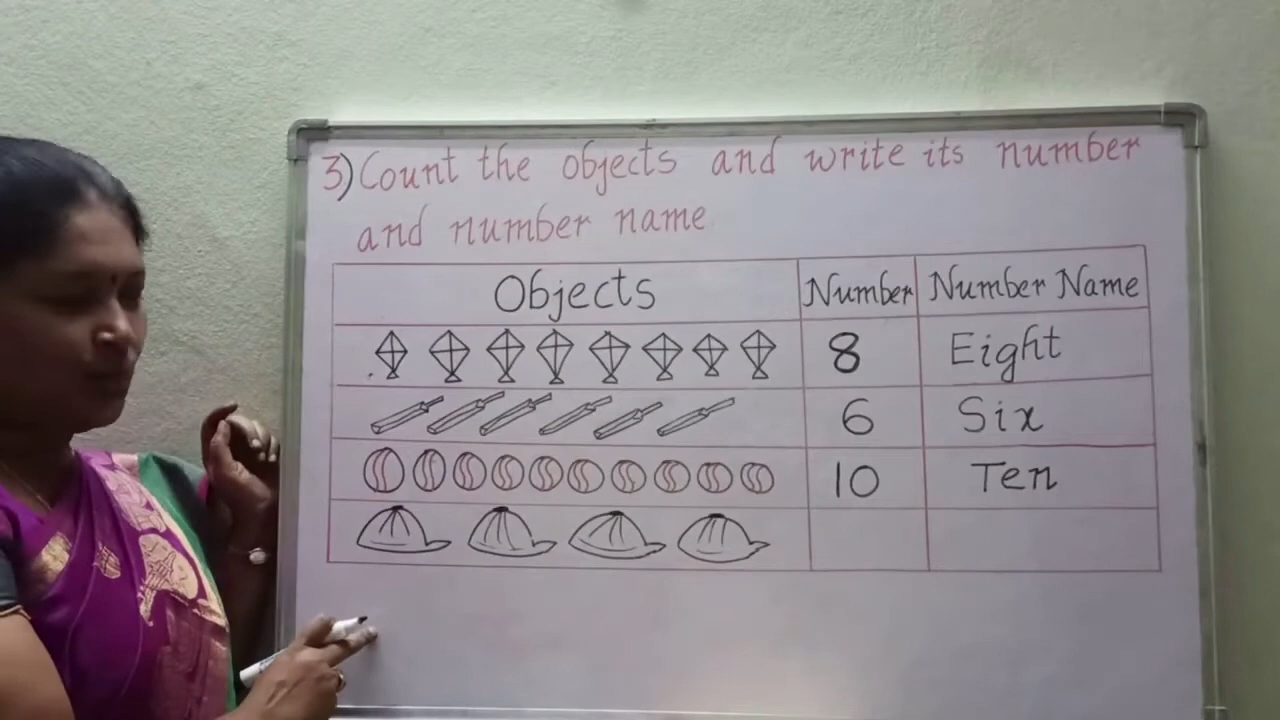 3) Count the objects and write its number
and number name
Objects Number Number Name
8 Eight
6 Six
10 Ten